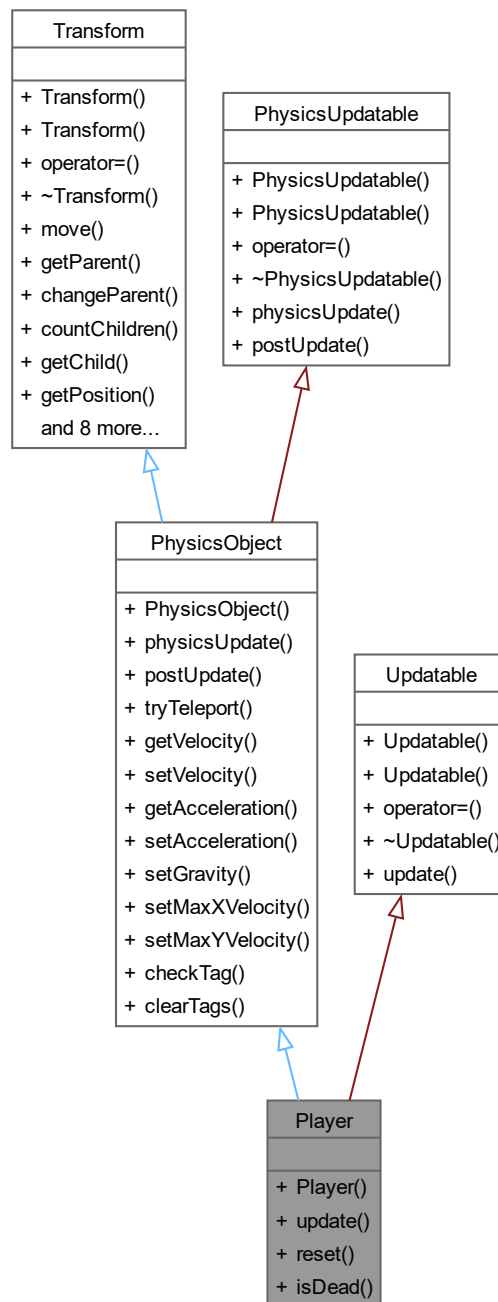 Transform
+ Transform()
+ Transform()
+ operator=()
+ ~Transform()
+ move()
+ getParent()
+ changeParent()
+ countChildren()
+ getChild()
+ getPosition()
and 8 more...
PhysicsUpdatable
+ PhysicsUpdatable()
+ PhysicsUpdatable()
+ operator=()
+ ~PhysicsUpdatable()
+ physicsUpdate()
+ postUpdate()
PhysicsObject
+ PhysicsObject()
+ physicsUpdate()
+ postUpdate()
+ tryTeleport()
+ getVelocity()
+ setVelocity()
+ getAcceleration()
+ setAcceleration()
+ setGravity()
+ setMaxXVelocity()
+ setMaxYVelocity()
+ checkTag()
+ clearTags()
Updatable
+ Updatable()
+ Updatable()
+ operator=()
+ ~Updatable()
+ update()
Player
+ Player()
+ update()
+ reset()
+ isDead()